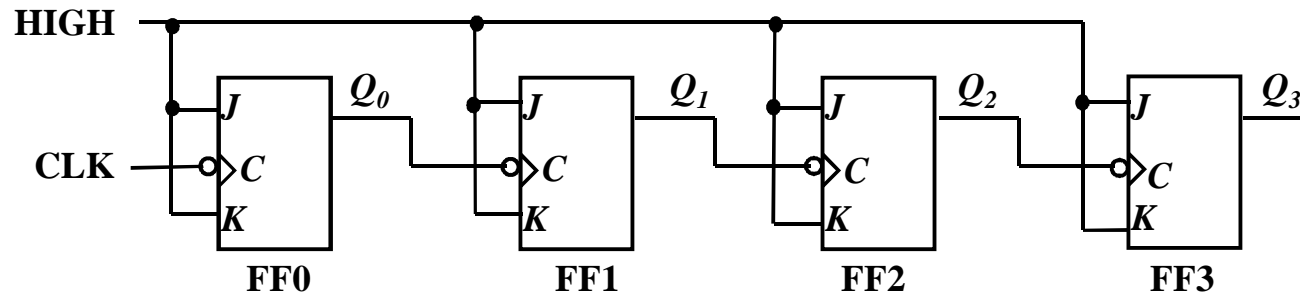 HIGH
Q0 Q1 Q2 Q3
J J J J
CLK C C C C
K K K K
FF0 FF1 FF2 FF3